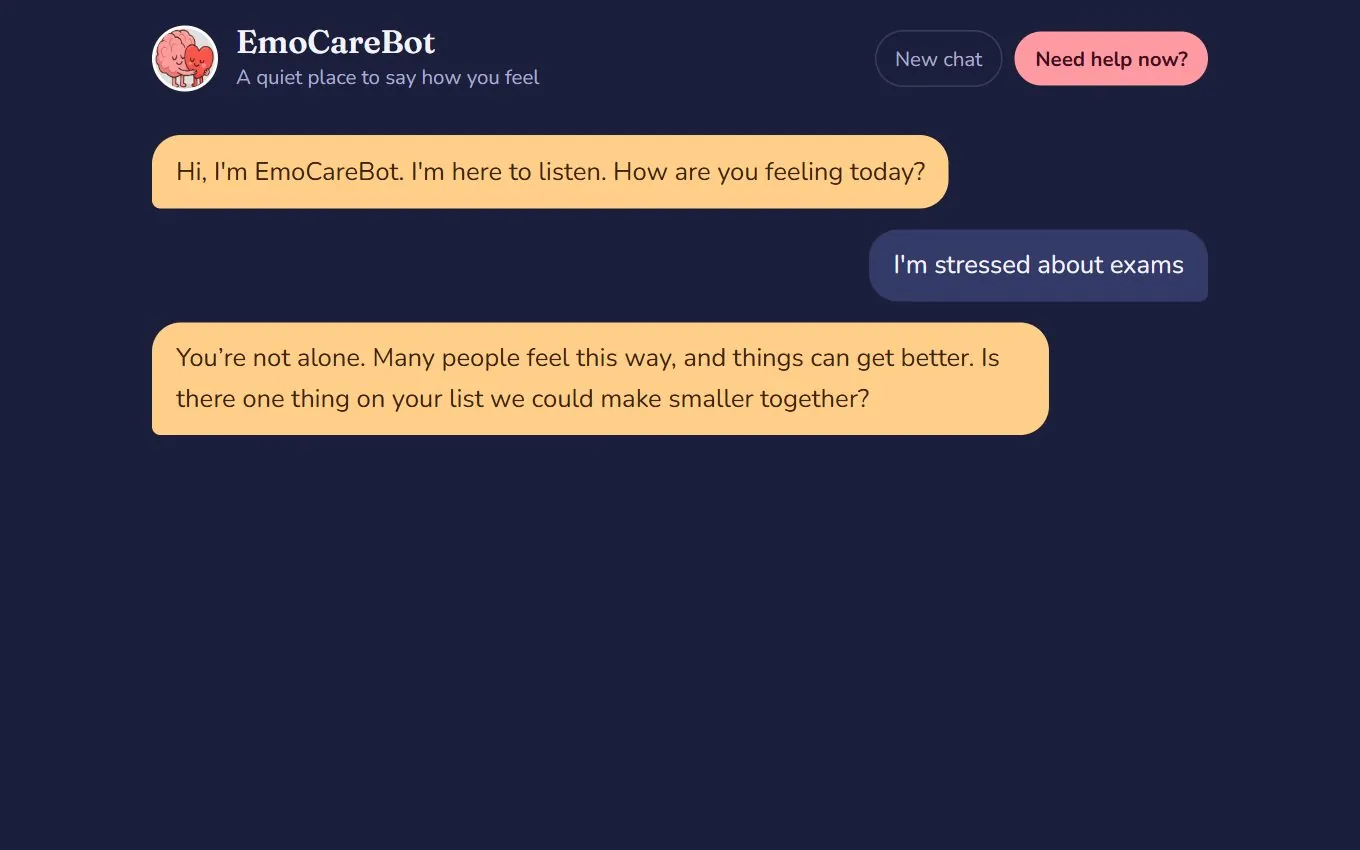 EmoCareBot
A quiet place to say how you feel
New chat
Need help now?
Hi, I'm EmoCareBot. I'm here to listen. How are you feeling today?
I'm stressed about exams
You’re not alone. Many people feel this way, and things can get better. Is
there one thing on your list we could make smaller together?